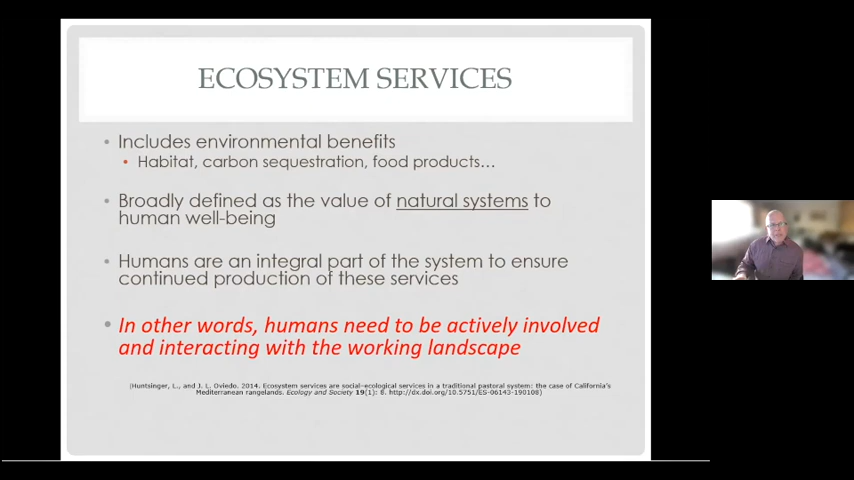 ECOSYSTEM SERVICES
• Includes environmental benefits
• Habitat, carbon sequestration, food products…
• Broadly defined as the value of natural systems to
human well-being
• Humans are an integral part of the system to ensure
continued production of these services
• In other words, humans need to be actively involved
and interacting with the working landscape
(Huntsinger, L., and J. L. Oviedo. 2014. Ecosystem services are social–ecological services in a traditional pastoral system: the case of California's
Mediterranean rangelands. Ecology and Society 19(1): 8. http://dx.doi.org/10.5751/ES-06143-190108)